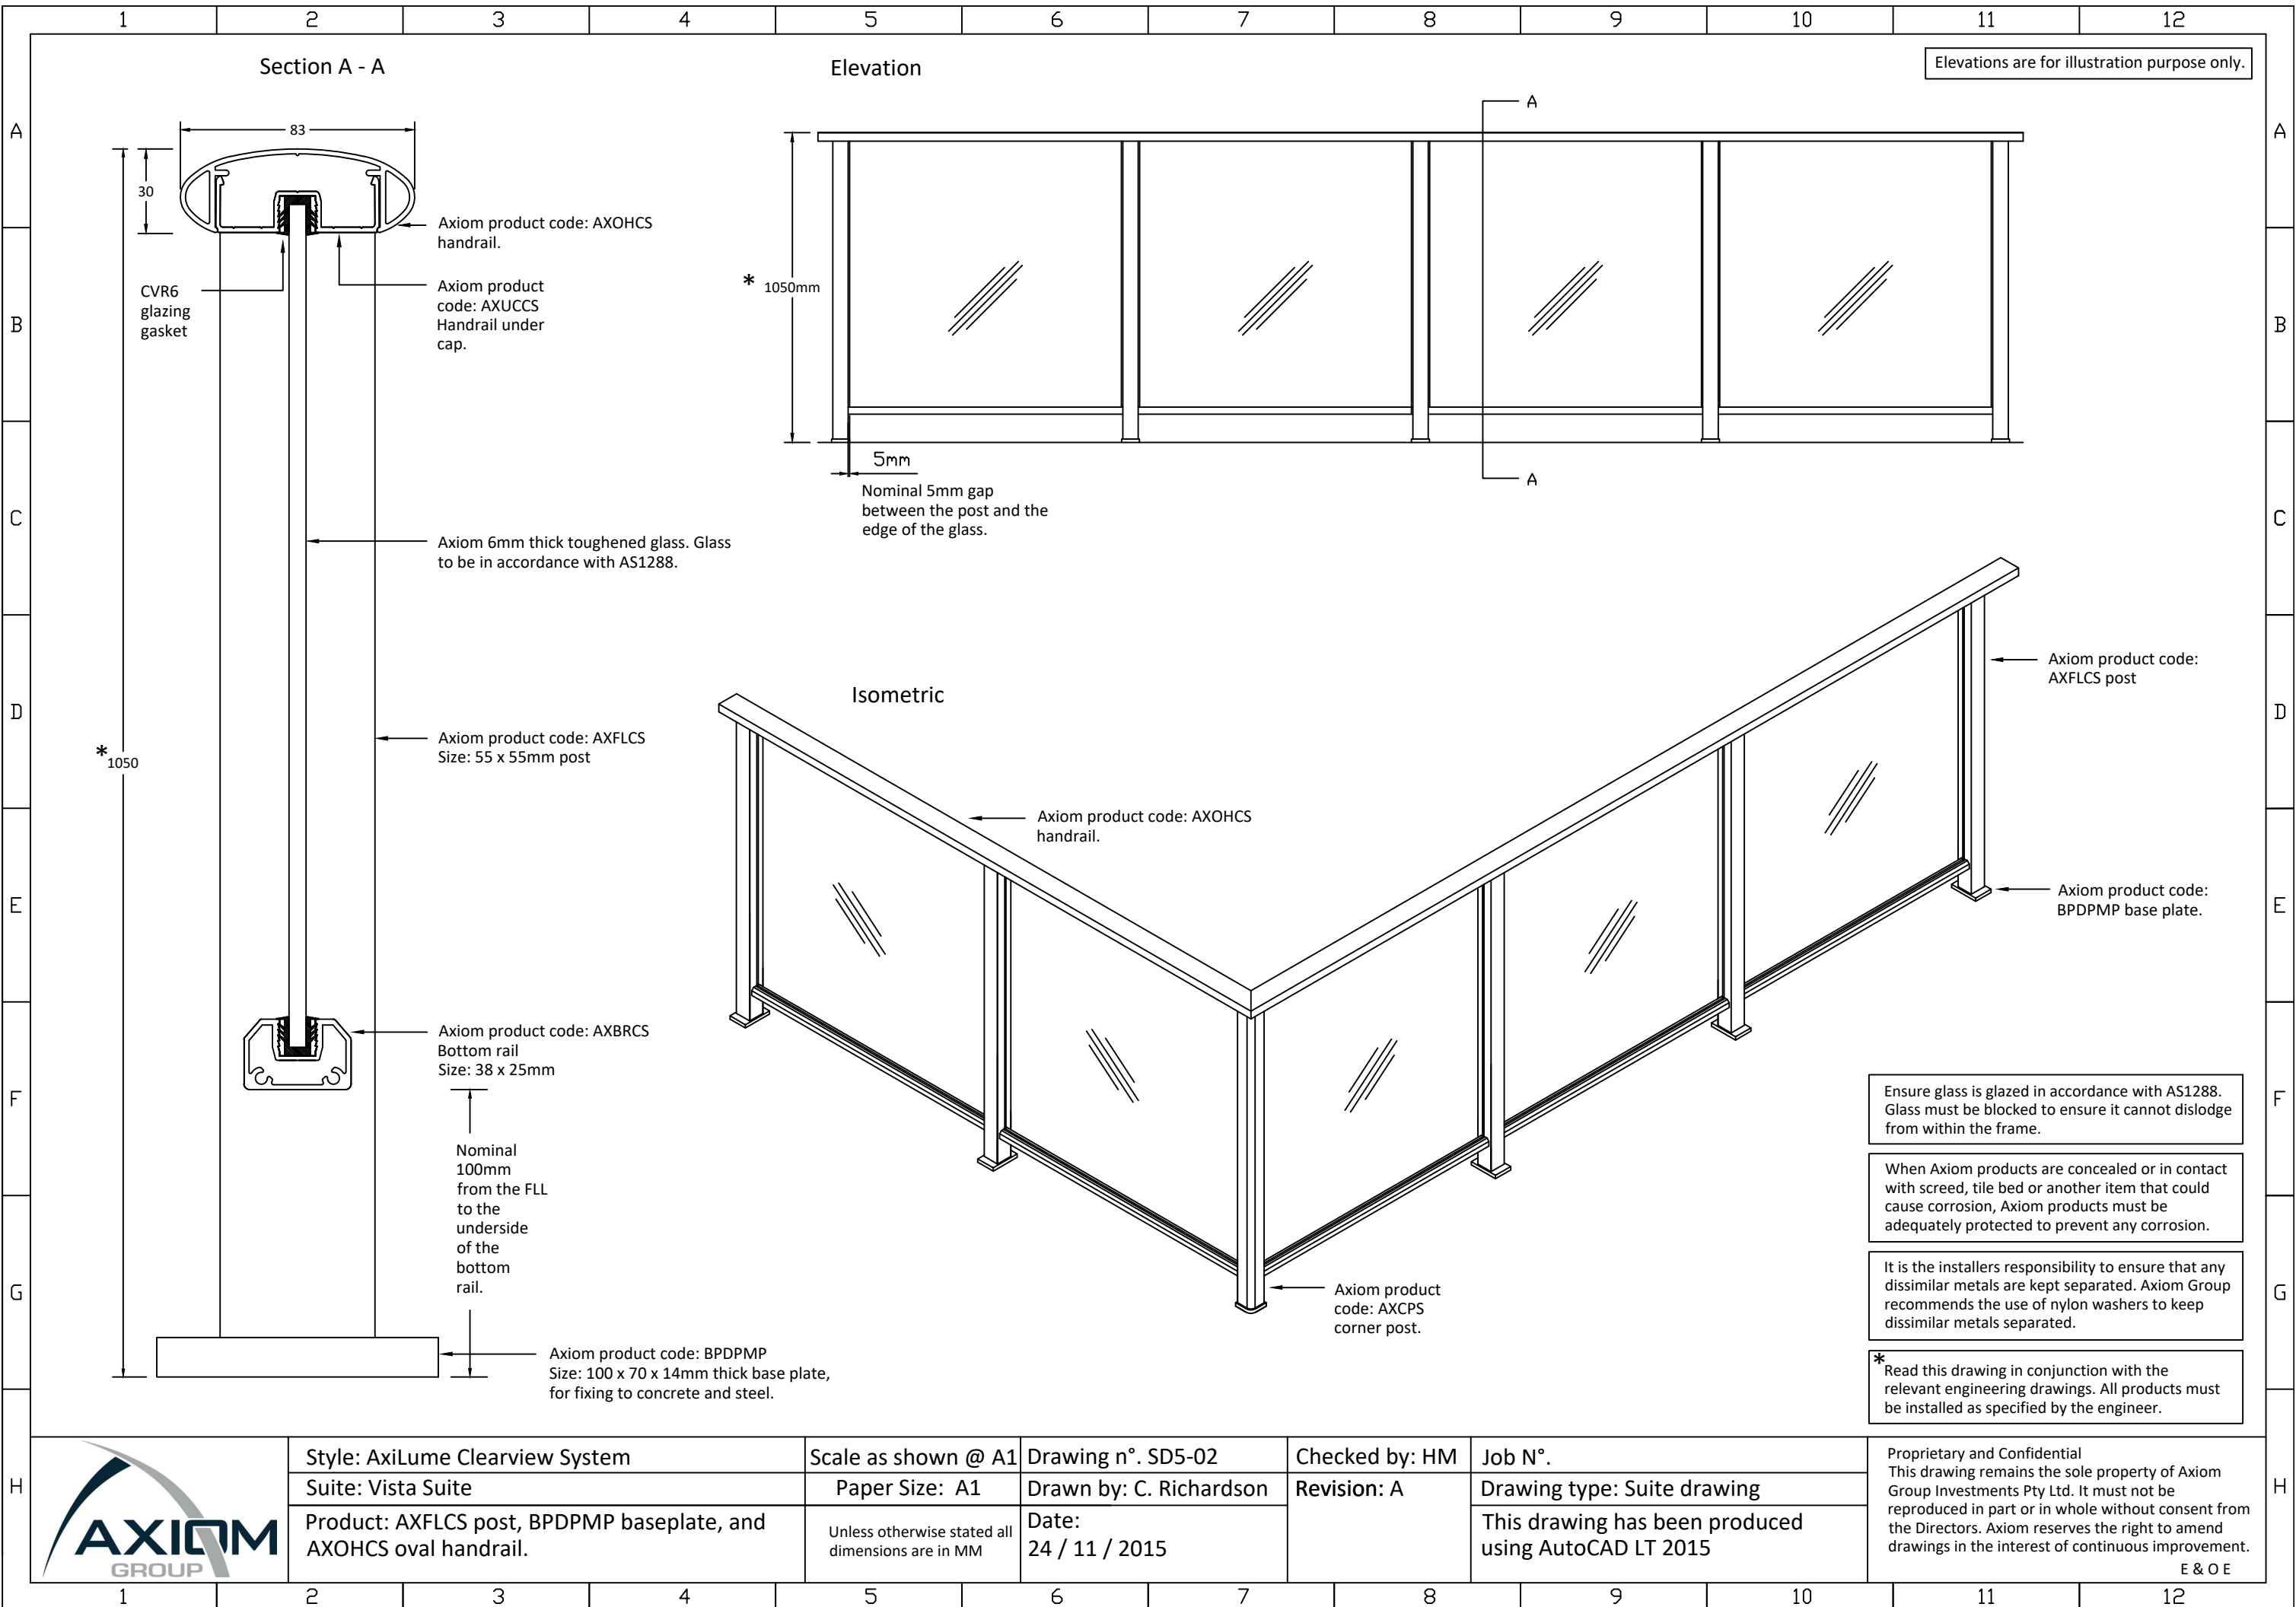 1 2 3 4 5 6 7 8 9 10 11 12
Section A - A
Elevation
Elevations are for illustration purpose only.
A
A
A
83
30
Axiom product code: AXOHCS
handrail.
CVR6
glazing
gasket
Axiom product
code: AXUCCS
Handrail under
cap.
* 1050mm
B
B
5mm
A
Nominal 5mm gap
between the post and the
edge of the glass.
C
C
Axiom 6mm thick toughened glass. Glass
to be in accordance with AS1288.
Isometric
Axiom product code:
AXFLCS post
D
D
* 1050
Axiom product code: AXFLCS
Size: 55 x 55mm post
Axiom product code: AXOHCS
handrail.
E
E
Axiom product code:
BPDPMP base plate.
Axiom product code: AXBRCS
Bottom rail
Size: 38 x 25mm
F
F
Nominal
100mm
from the FLL
to the
underside
of the
bottom
rail.
Ensure glass is glazed in accordance with AS1288.
Glass must be blocked to ensure it cannot dislodge
from within the frame.
When Axiom products are concealed or in contact
with screed, tile bed or another item that could
cause corrosion, Axiom products must be
adequately protected to prevent any corrosion.
G
G
Axiom product
code: AXCPS
corner post.
It is the installers responsibility to ensure that any
dissimilar metals are kept separated. Axiom Group
recommends the use of nylon washers to keep
dissimilar metals separated.
Axiom product code: BPDPMP
Size: 100 x 70 x 14mm thick base plate,
for fixing to concrete and steel.
* Read this drawing in conjunction with the
relevant engineering drawings. All products must
be installed as specified by the engineer.
H
H
AXIOM
GROUP
Style: AxiLume Clearview System
Suite: Vista Suite
Product: AXFLCS post, BPDPMP baseplate, and
AXOHCS oval handrail.
Scale as shown @ A1
Paper Size: A1
Unless otherwise stated all
dimensions are in MM
Drawing n°. SD5-02
Drawn by: C. Richardson
Date:
24 / 11 / 2015
Checked by: HM
Revision: A
Job N°.
Drawing type: Suite drawing
This drawing has been produced
using AutoCAD LT 2015
Proprietary and Confidential
This drawing remains the sole property of Axiom
Group Investments Pty Ltd. It must not be
reproduced in part or in whole without consent from
the Directors. Axiom reserves the right to amend
drawings in the interest of continuous improvement.
E & O E
1 2 3 4 5 6 7 8 9 10 11 12